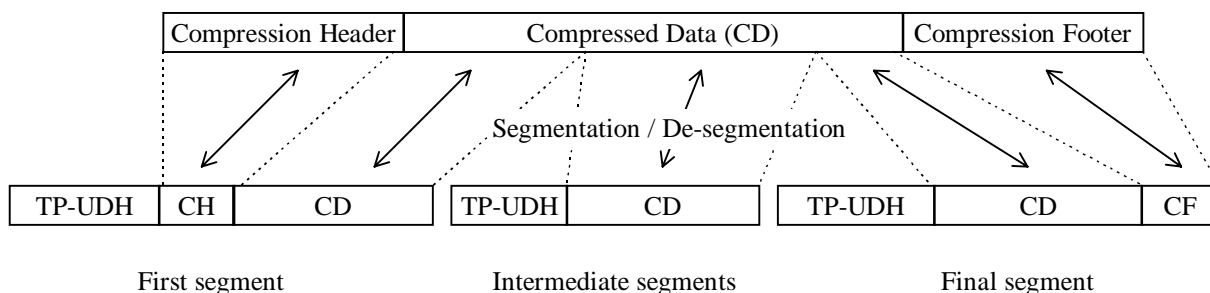 Compression Header Compressed Data (CD) Compression Footer
Segmentation / De-segmentation
TP-UDH CH CD TP-UDH CD TP-UDH CD CF
First segment Intermediate segments Final segment